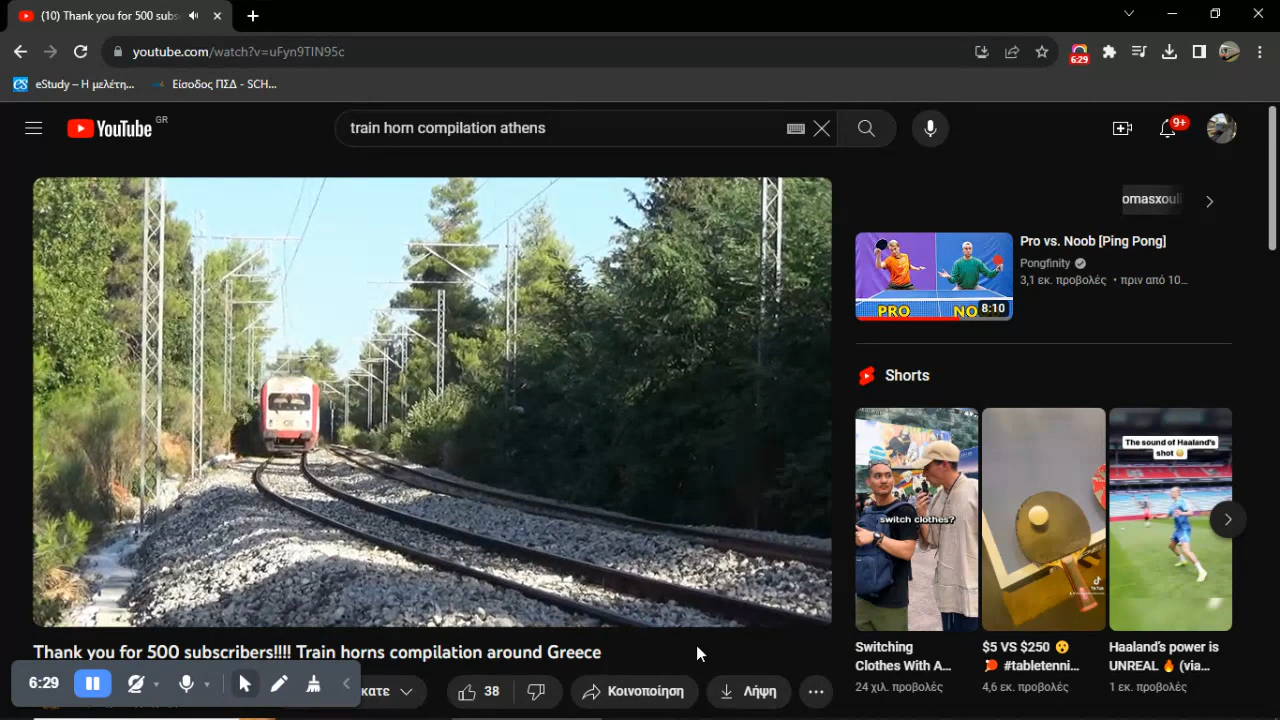 (10) Thank you for 500 subs
youtube.com/watch?v=uFyn9TIN95c
6:29
eStudy – Η μελέτη...
Είσοδος ΠΣΔ - SCH...
YouTube GR
train horn compilation athens
9+
omasxouli
Pro vs. Noob [Ping Pong]
Pongfinity
3,1 εκ. προβολές • πριν από 10...
PRO
NO
8:10
Shorts
switch clothes?
The sound of Haaland's
shot
TikTok
Thank you for 500 subscribers!!!! Train horns compilation around Greece
Switching
Clothes With A...
24 χιλ. προβολές
$5 VS $250 😮
🏓 #tabletenni...
4,6 εκ. προβολές
Haaland's power is
UNREAL 🔥 (via...
1 εκ. προβολές
6:29
κατε
38
Κοινοποίηση
Λήψη